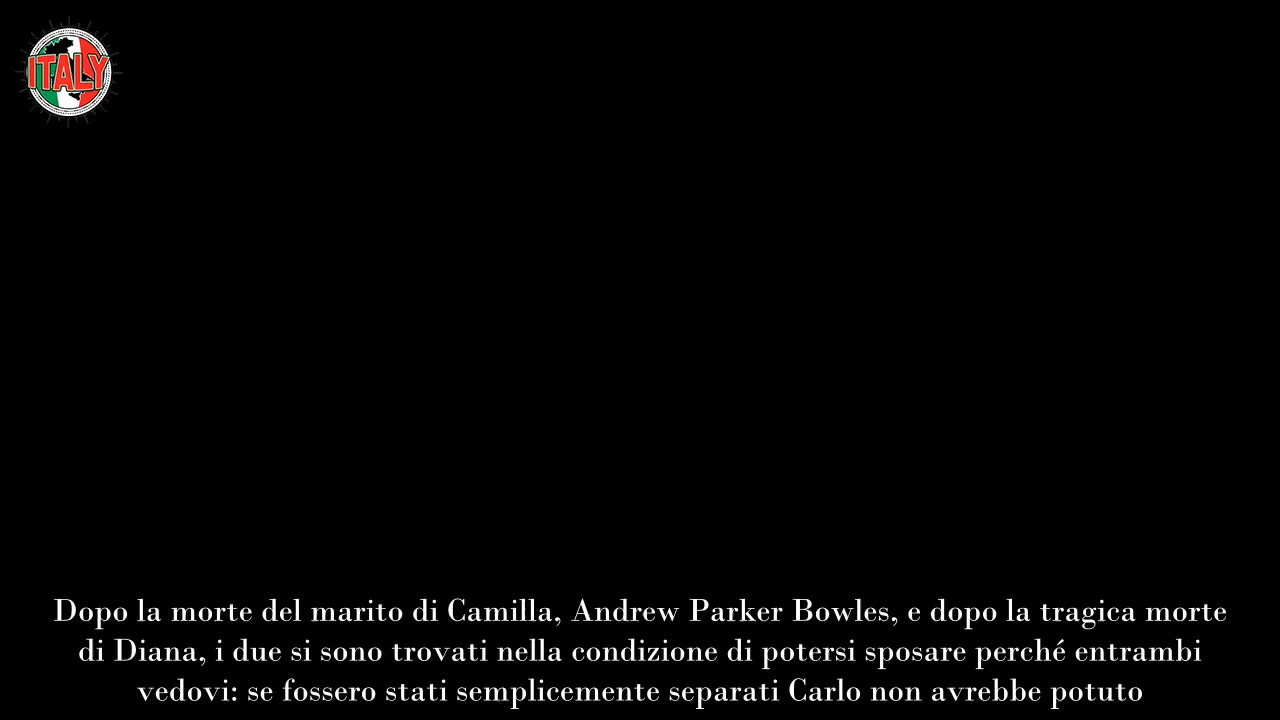 ITALY
Dopo la morte del marito di Camilla, Andrew Parker Bowles, e dopo la tragica morte
di Diana, i due si sono trovati nella condizione di potersi sposare perché entrambi
vedovi: se fossero stati semplicemente separati Carlo non avrebbe potuto